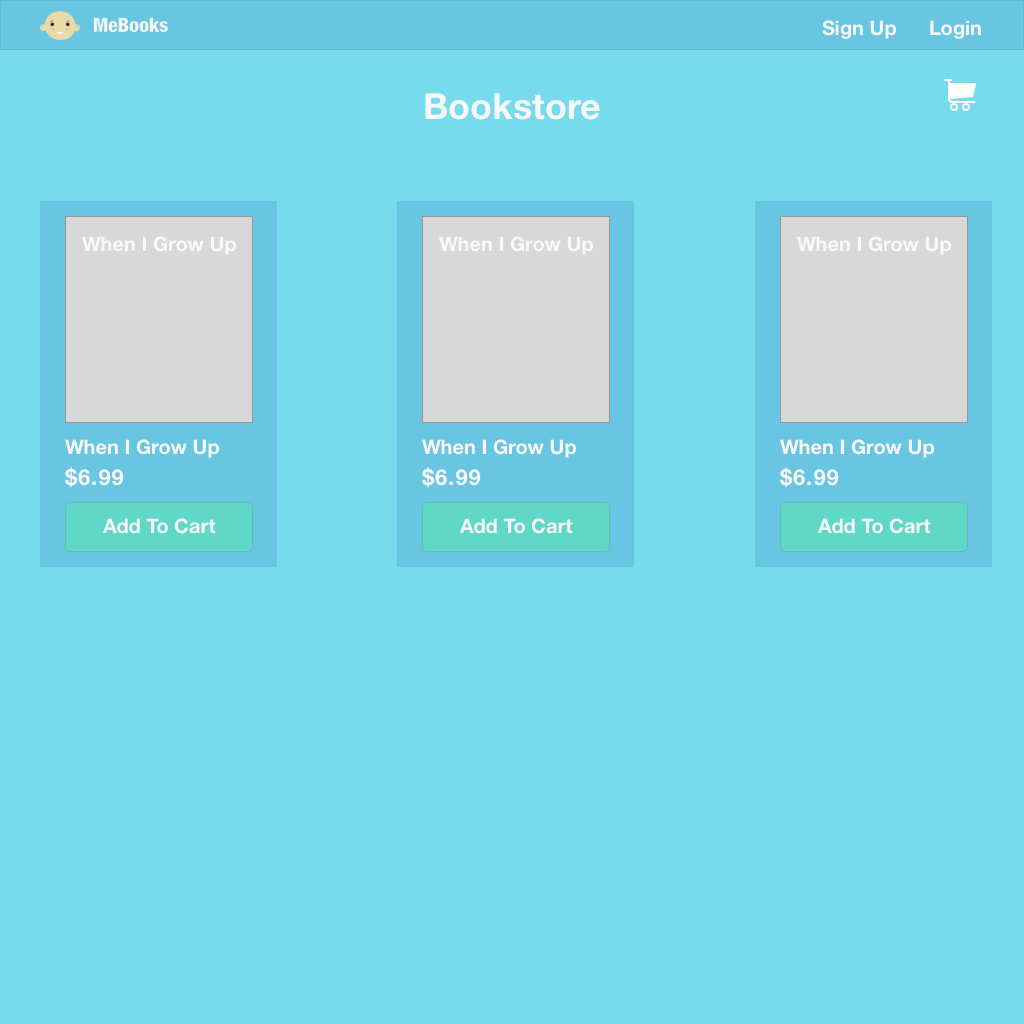 MeBooks
Sign Up
Login
Bookstore
When I Grow Up
When I Grow Up
$6.99
Add To Cart
When I Grow Up
When I Grow Up
$6.99
Add To Cart
When I Grow Up
When I Grow Up
$6.99
Add To Cart